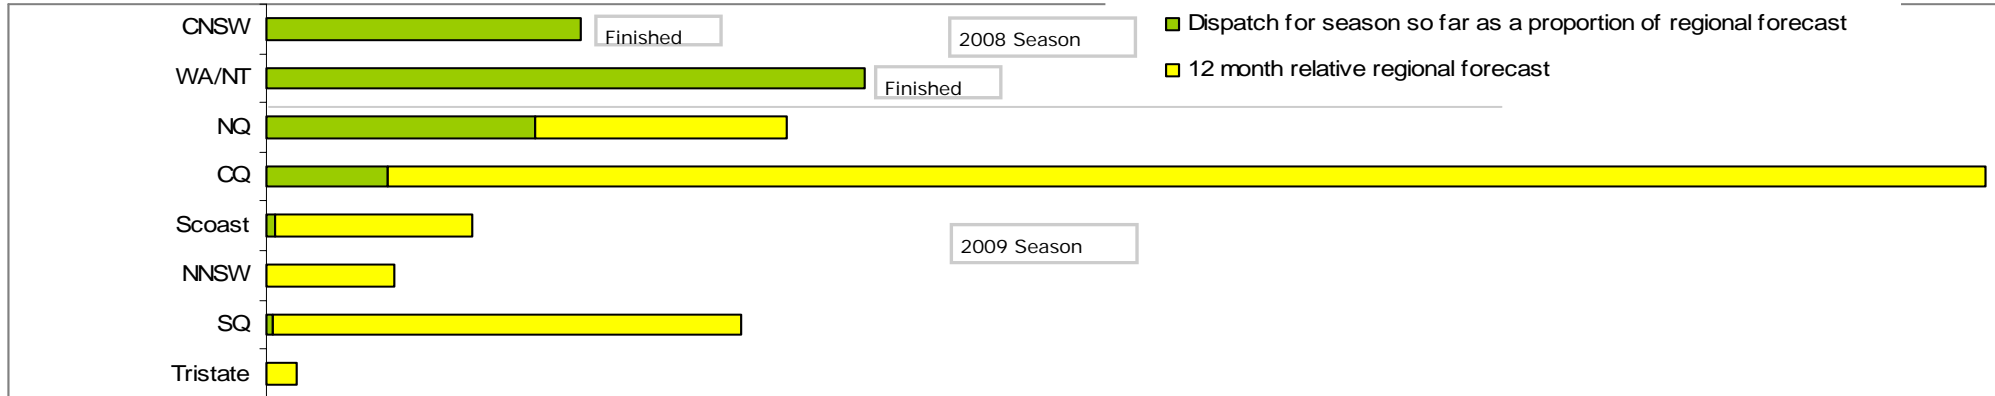 CNSW
Finished
2008 Season
Dispatch for season so far as a proportion of regional forecast
WA/NT
Finished
12 month relative regional forecast
NQ
CQ
Scoast
2009 Season
NNSW
SQ
Tristate